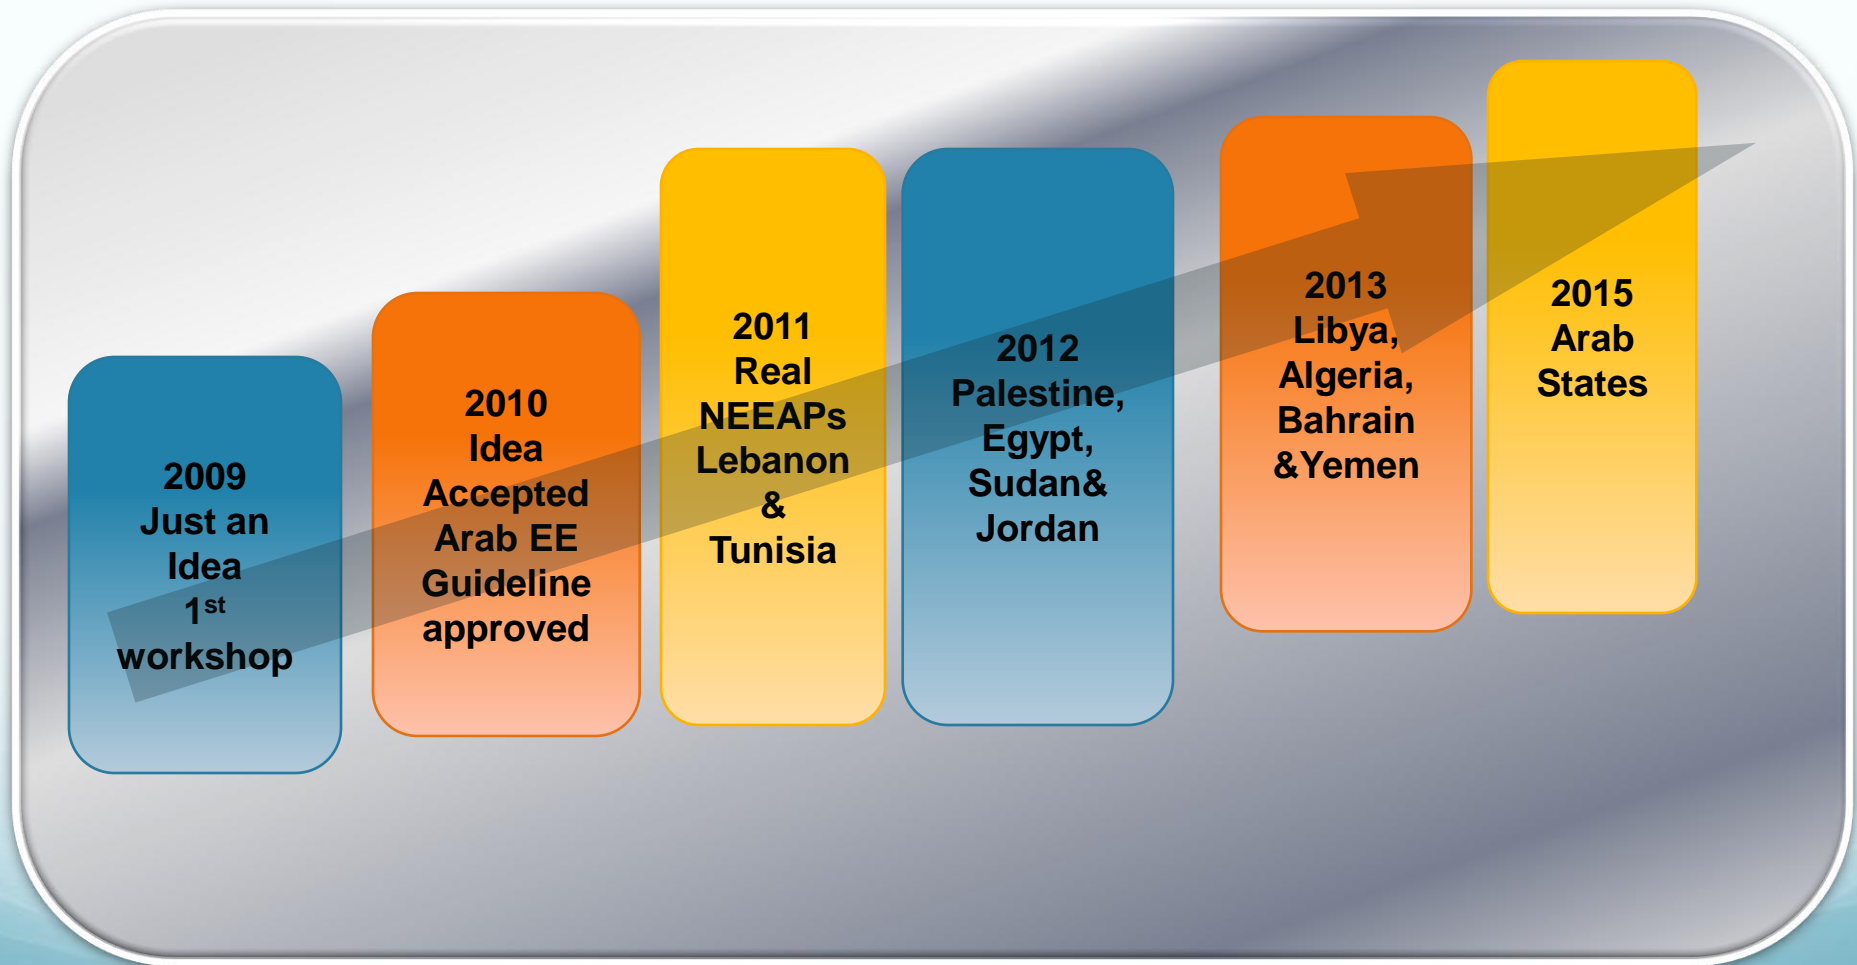 2009
Just an
Idea
1st
workshop
2010
Idea
Accepted
Arab EE
Guideline
approved
2011
Real
NEEAPs
Lebanon
&
Tunisia
2012
Palestine,
Egypt,
Sudan&
Jordan
2013
Libya,
Algeria,
Bahrain
&Yemen
2015
Arab
States